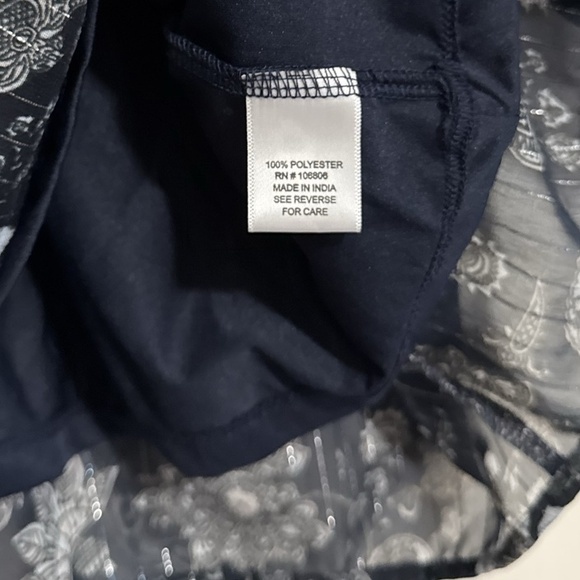 100% POLYESTER
RN # 106806
MADE IN INDIA
SEE REVERSE
FOR CARE